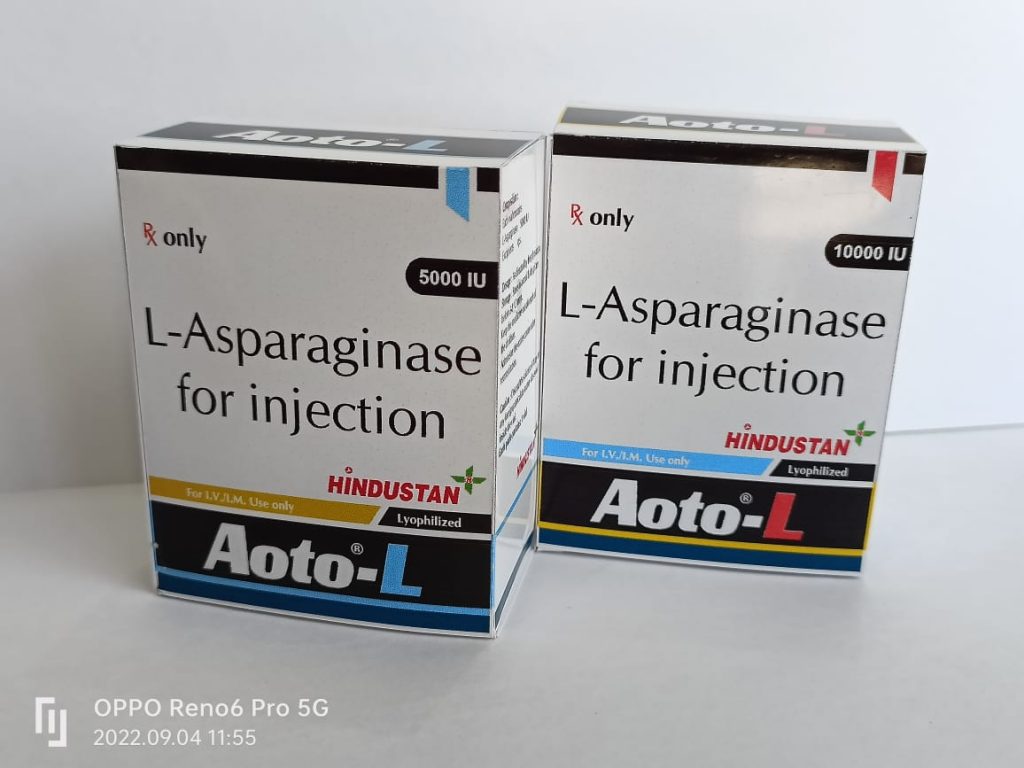 Aoto-L
Rx only
5000 IU
L-Asparaginase
for injection
HINDUSTAN
For I.V./I.M. Use only
Lyophilized
Aoto®-L
Aoto-L
Rx only
10000 IU
L-Asparaginase
for injection
HINDUSTAN
For I.V./I.M. Use only
Lyophilized
Aoto®-L
OPPO Reno6 Pro 5G
2022.09.04 11:55